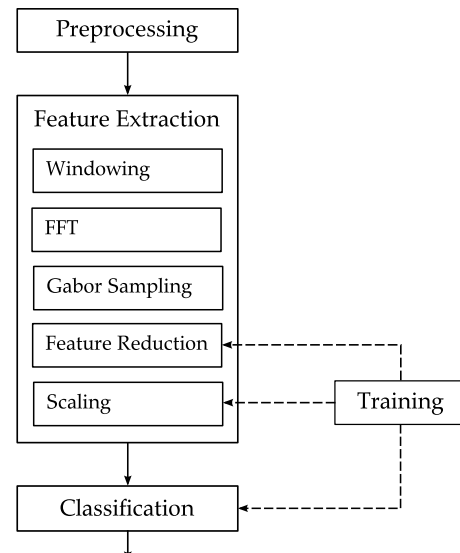 Preprocessing
Feature Extraction
Windowing
FFT
Gabor Sampling
Feature Reduction
Scaling
Training
Classification